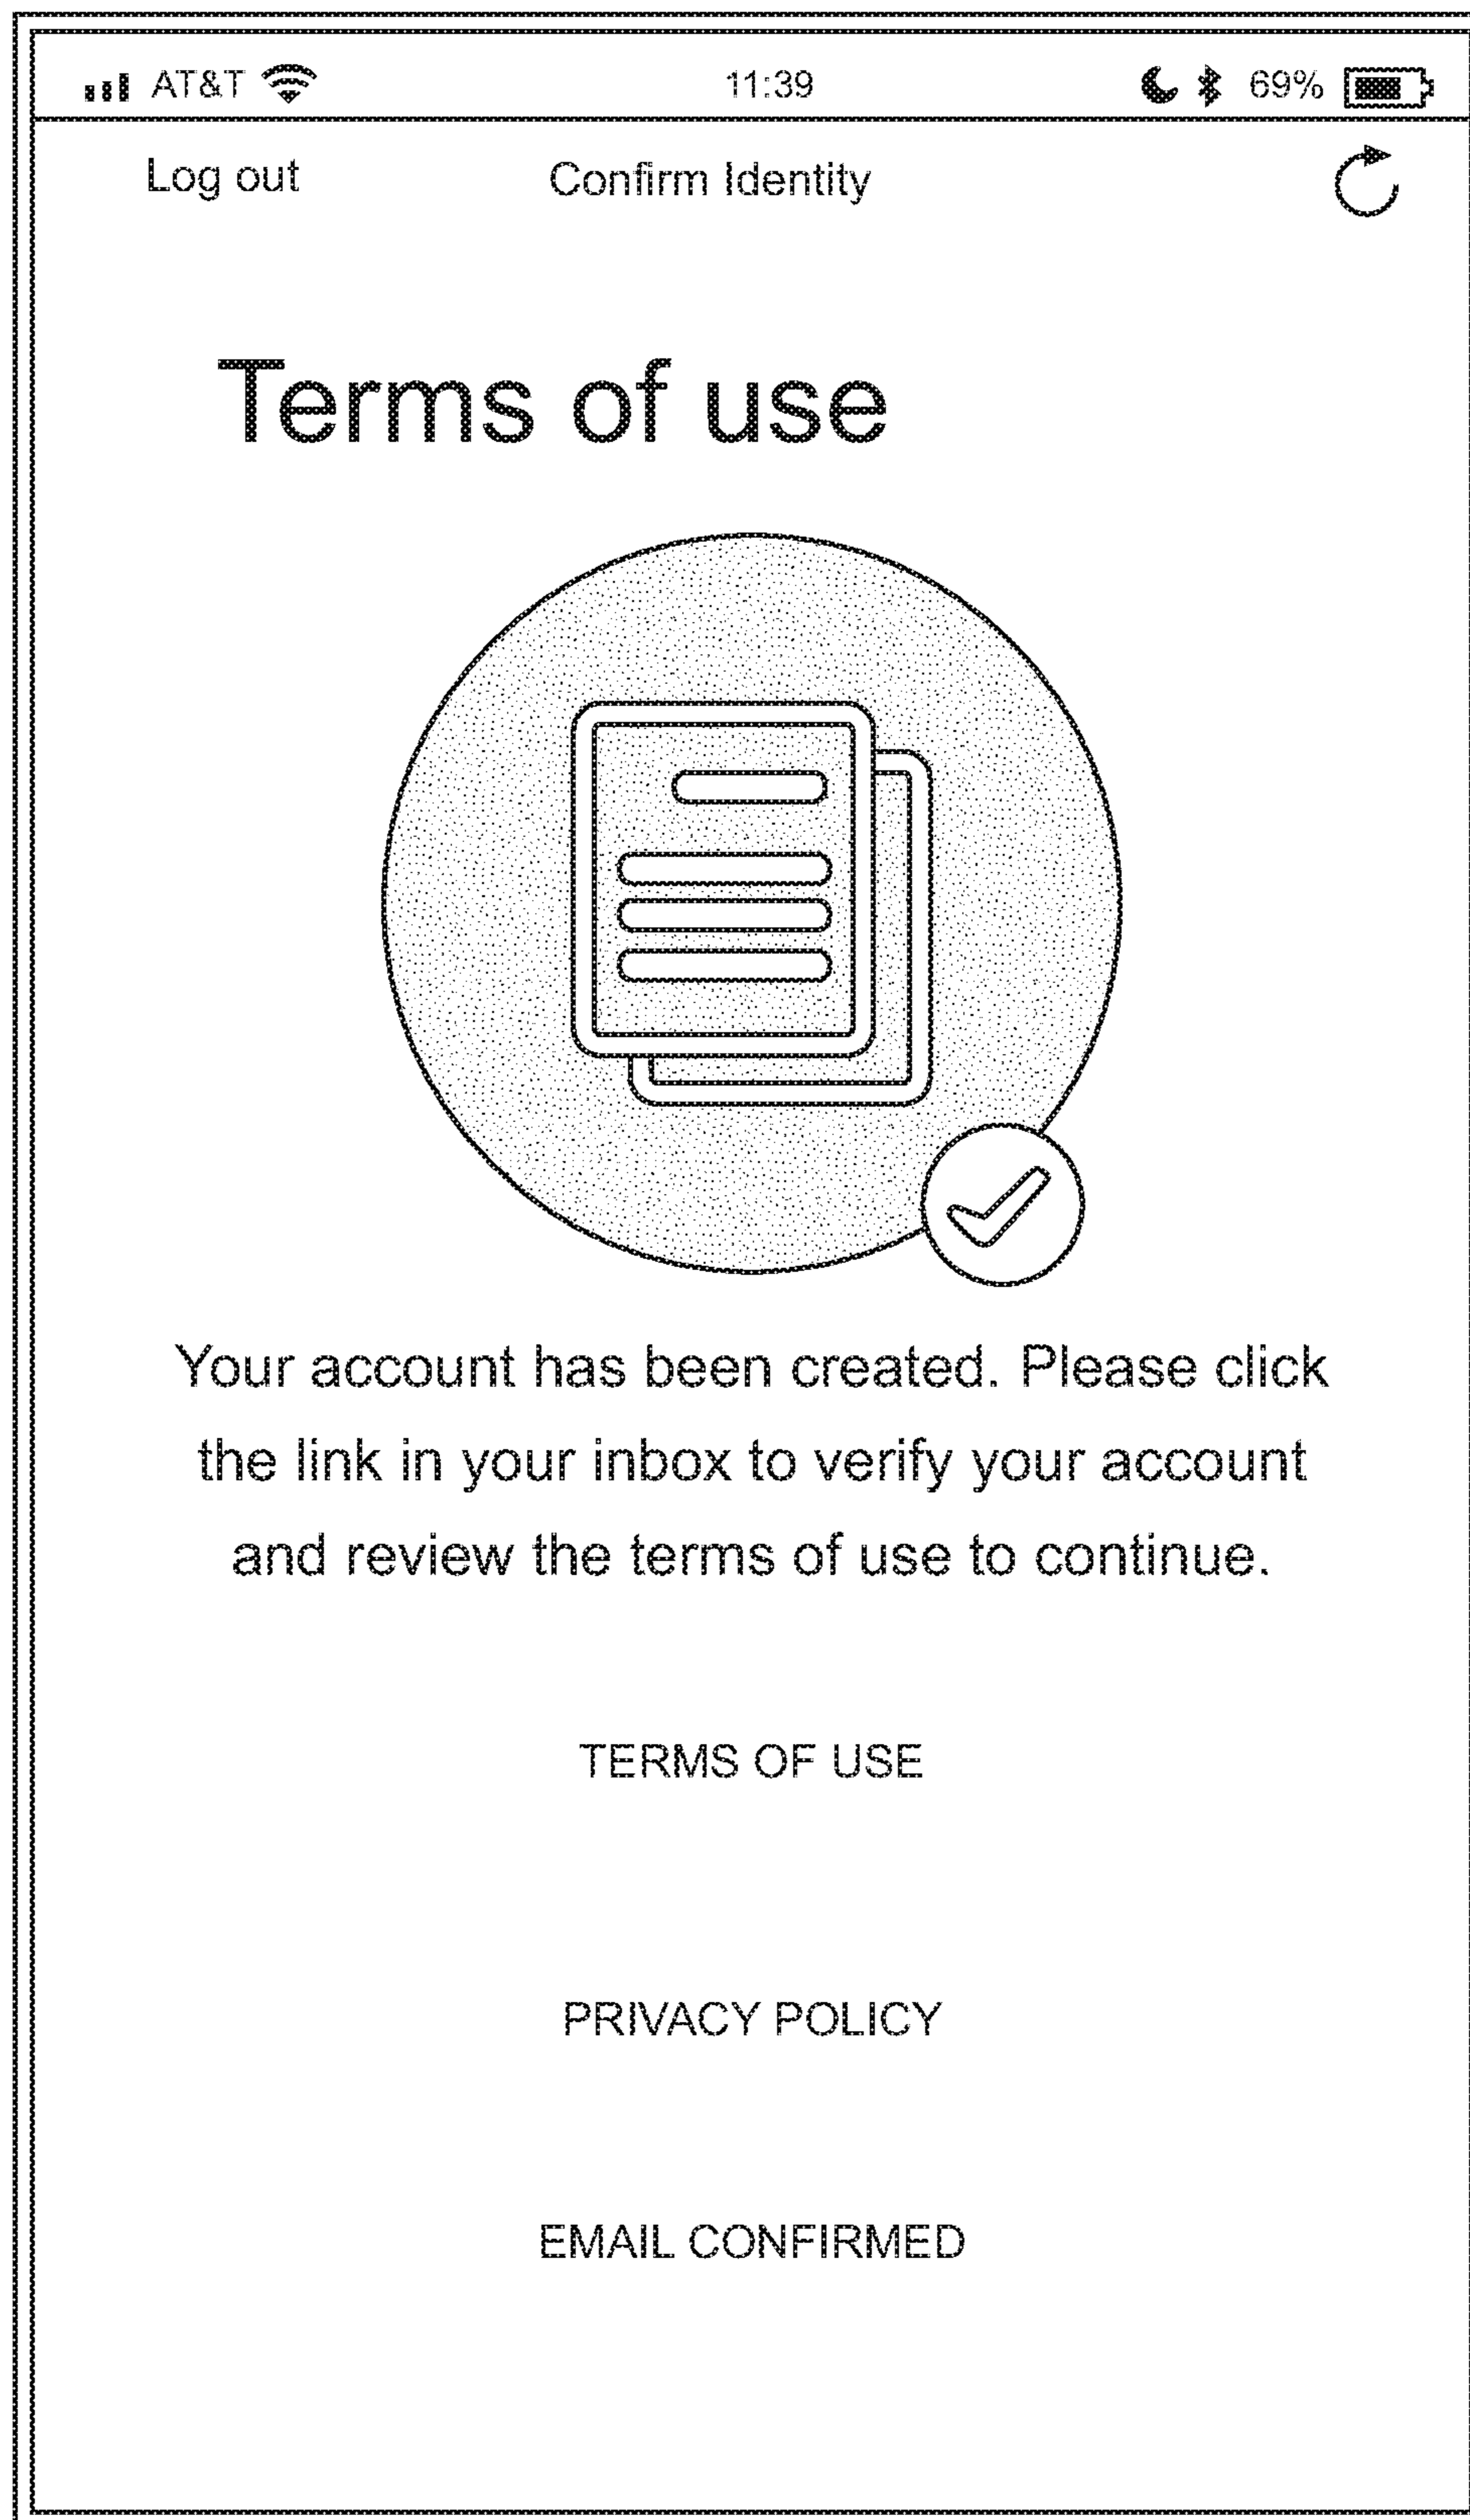 AT&T 11:39 69%
Log out Confirm Identity
Terms of use
Your account has been created. Please click
the link in your inbox to verify your account
and review the terms of use to continue.
TERMS OF USE
PRIVACY POLICY
EMAIL CONFIRMED